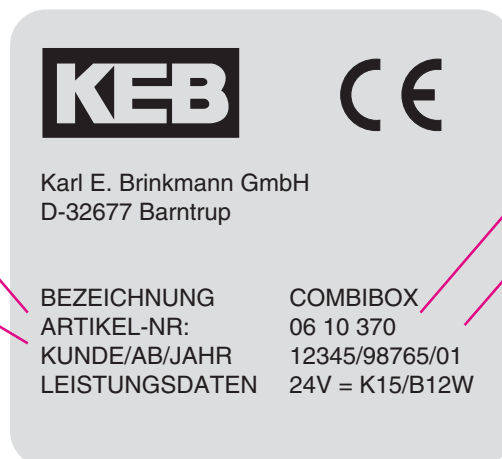 KEB CE
Karl E. Brinkmann GmbH
D-32677 Barntrup
BEZEICHNUNG COMBIBOX
ARTIKEL-NR: 06 10 370
KUNDE/AB/JAHR 12345/98765/01
LEISTUNGSDATEN 24V = K15/B12W